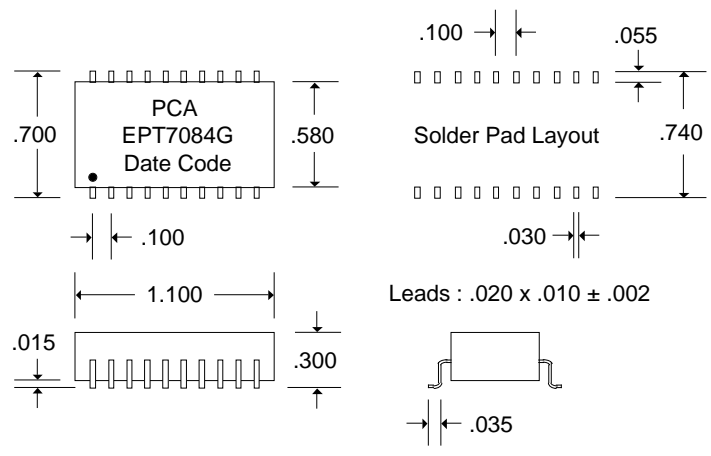 .100
.055
PCA
EPT7084G
Date Code
.700
.580
Solder Pad Layout
.740
.100
.030
1.100
Leads : .020 x .010 ± .002
.015
.300
.035